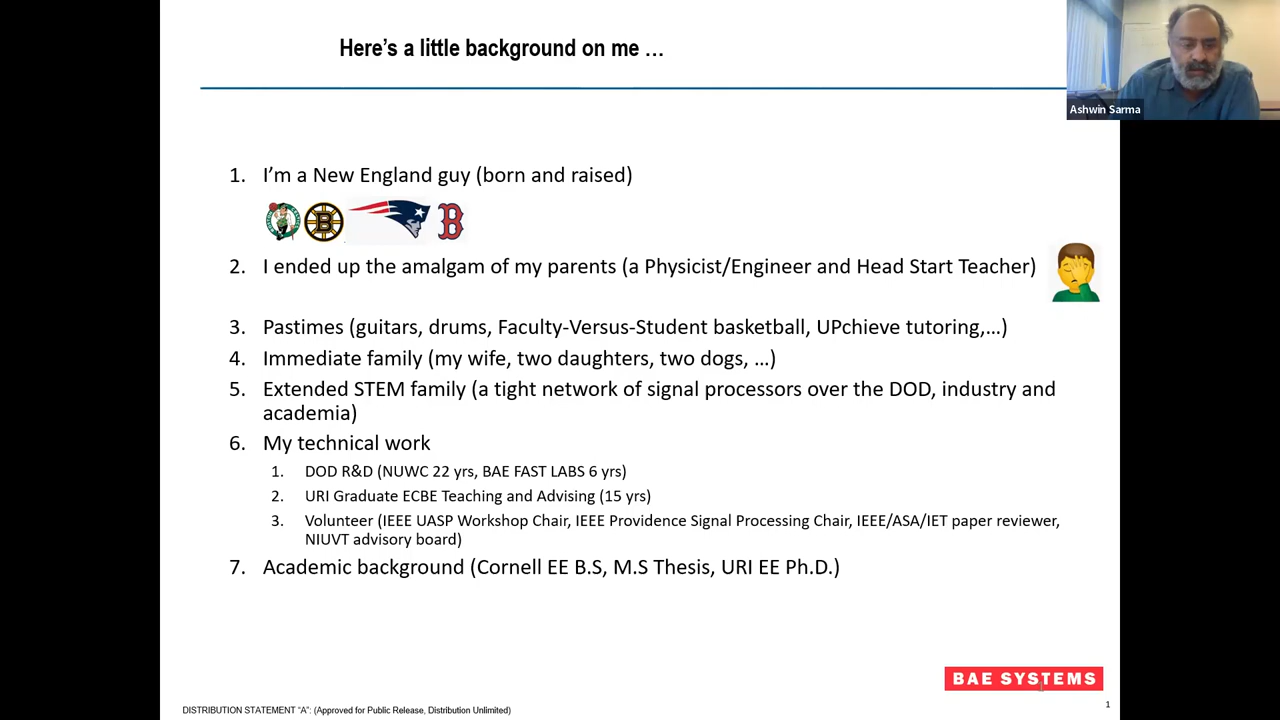 Here's a little background on me …
Ashwin Sarma
1. I'm a New England guy (born and raised)
B
B
2. I ended up the amalgam of my parents (a Physicist/Engineer and Head Start Teacher)
3. Pastimes (guitars, drums, Faculty-Versus-Student basketball, UPchieve tutoring,…)
4. Immediate family (my wife, two daughters, two dogs, …)
5. Extended STEM family (a tight network of signal processors over the DOD, industry and
academia)
6. My technical work
1. DOD R&D (NUWC 22 yrs, BAE FAST LABS 6 yrs)
2. URI Graduate ECBE Teaching and Advising (15 yrs)
3. Volunteer (IEEE UASP Workshop Chair, IEEE Providence Signal Processing Chair, IEEE/ASA/IET paper reviewer,
NIUVT advisory board)
7. Academic background (Cornell EE B.S, M.S Thesis, URI EE Ph.D.)
BAE SYSTEMS
DISTRIBUTION STATEMENT "A": (Approved for Public Release, Distribution Unlimited)
1